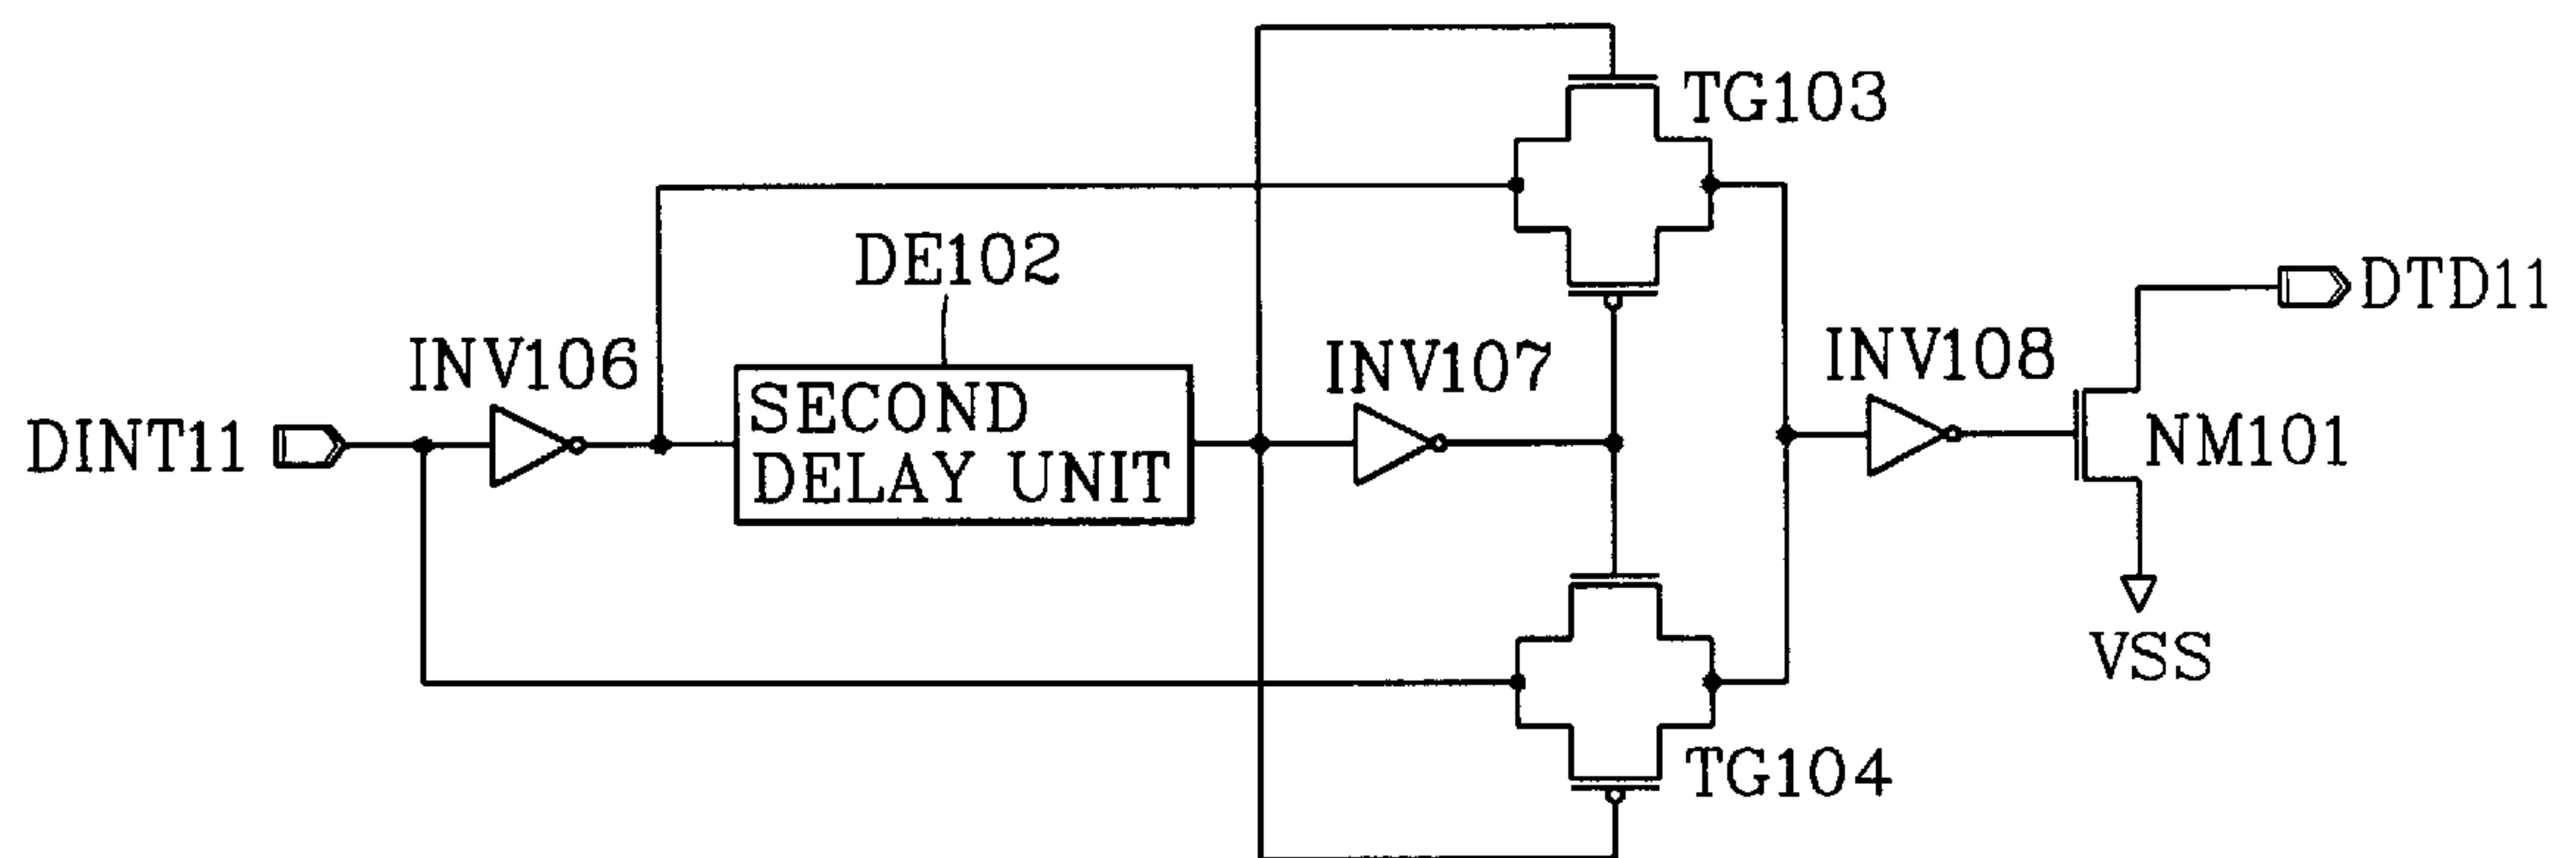 TG103
DE102
DTD11
INV106
INV107
INV108
DINT11
SECOND
DELAY UNIT
NM101
VSS
TG104